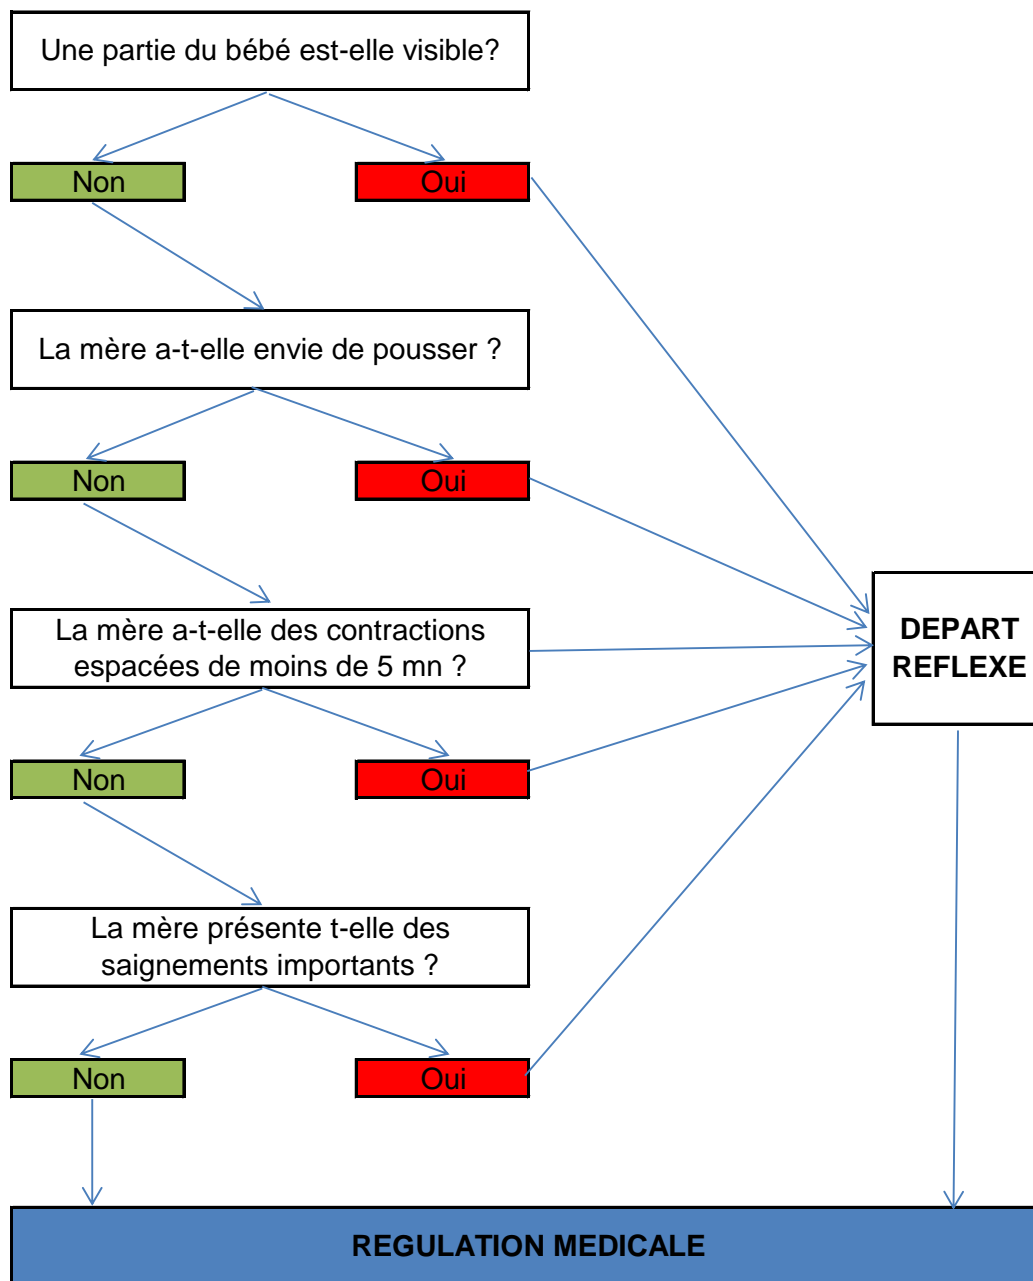 Une partie du bébé est-elle visible?
Non
Oui
La mère a-t-elle envie de pousser ?
Non
Oui
La mère a-t-elle des contractions
espacées de moins de 5 mn ?
DEPART
REFLEXE
Non
Oui
La mère présente t-elle des
saignements importants ?
Non
Oui
REGULATION MEDICALE